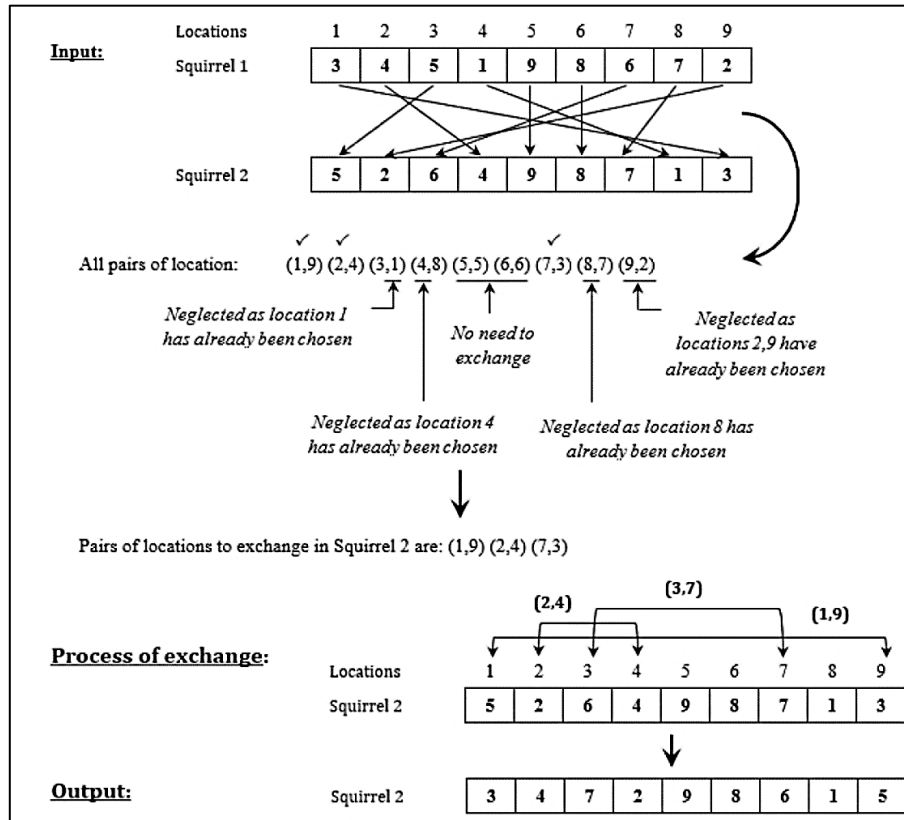 Locations 1 2 3 4 5 6 7 8 9
Input:
Squirrel 1 3 4 5 1 9 8 6 7 2
Squirrel 2 5 2 6 4 9 8 7 1 3
✓ ✓ ✓
All pairs of location: (1,9) (2,4) (3,1) (4,8) (5,5) (6,6) (7,3) (8,7) (9,2)
Neglected as location 1
has already been chosen
No need to
exchange
Neglected as
locations 2,9 have
already been chosen
Neglected as location 4
has already been chosen
Neglected as location 8 has
already been chosen
Pairs of locations to exchange in Squirrel 2 are: (1,9) (2,4) (7,3)
(3,7)
(2,4)
(1,9)
Process of exchange:
Locations 1 2 3 4 5 6 7 8 9
Squirrel 2 5 2 6 4 9 8 7 1 3
Output:
Squirrel 2 3 4 7 2 9 8 6 1 5